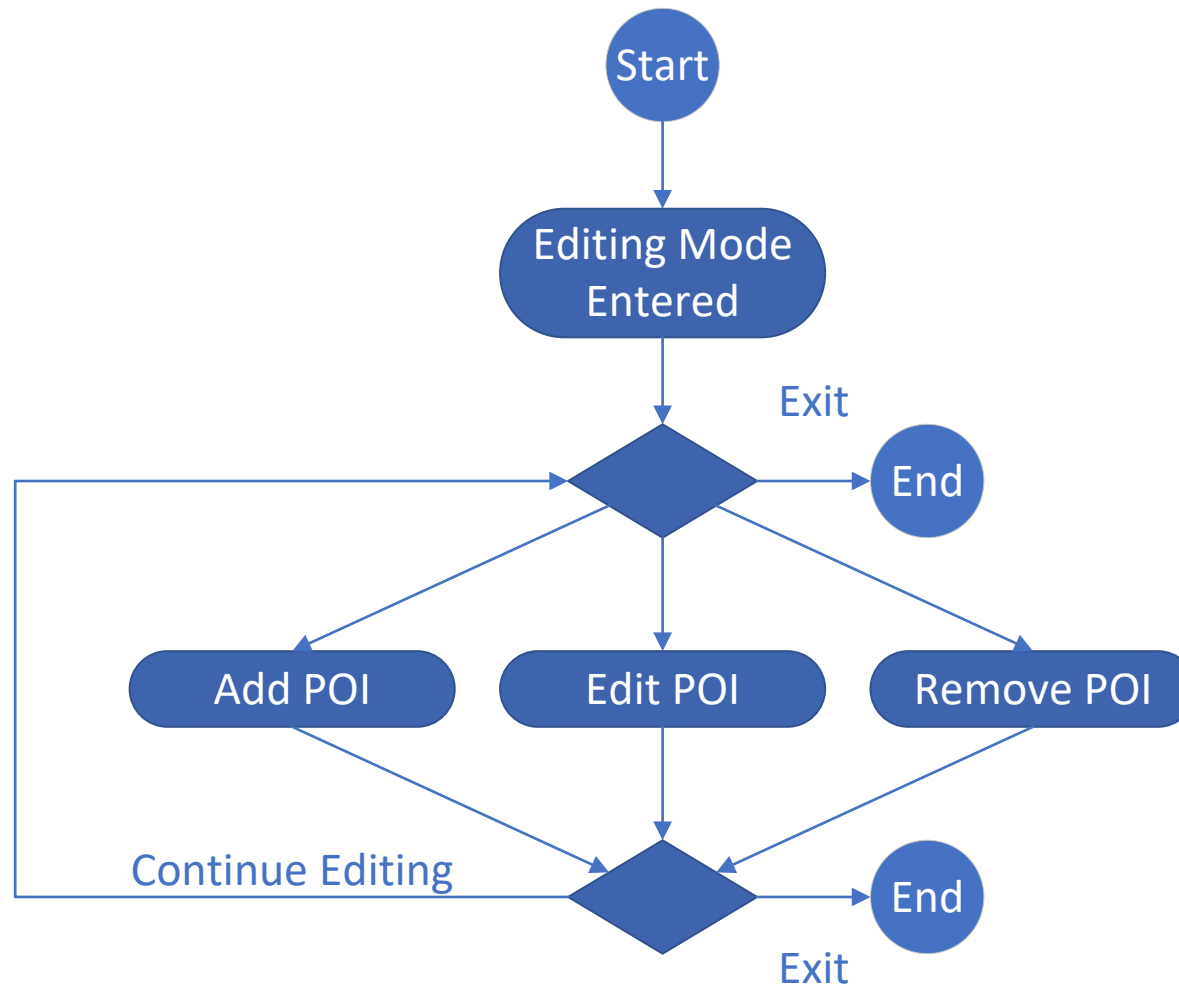 Start
Editing Mode
Entered
Exit
End
Add POI
Edit POI
Remove POI
Continue Editing
End
Exit